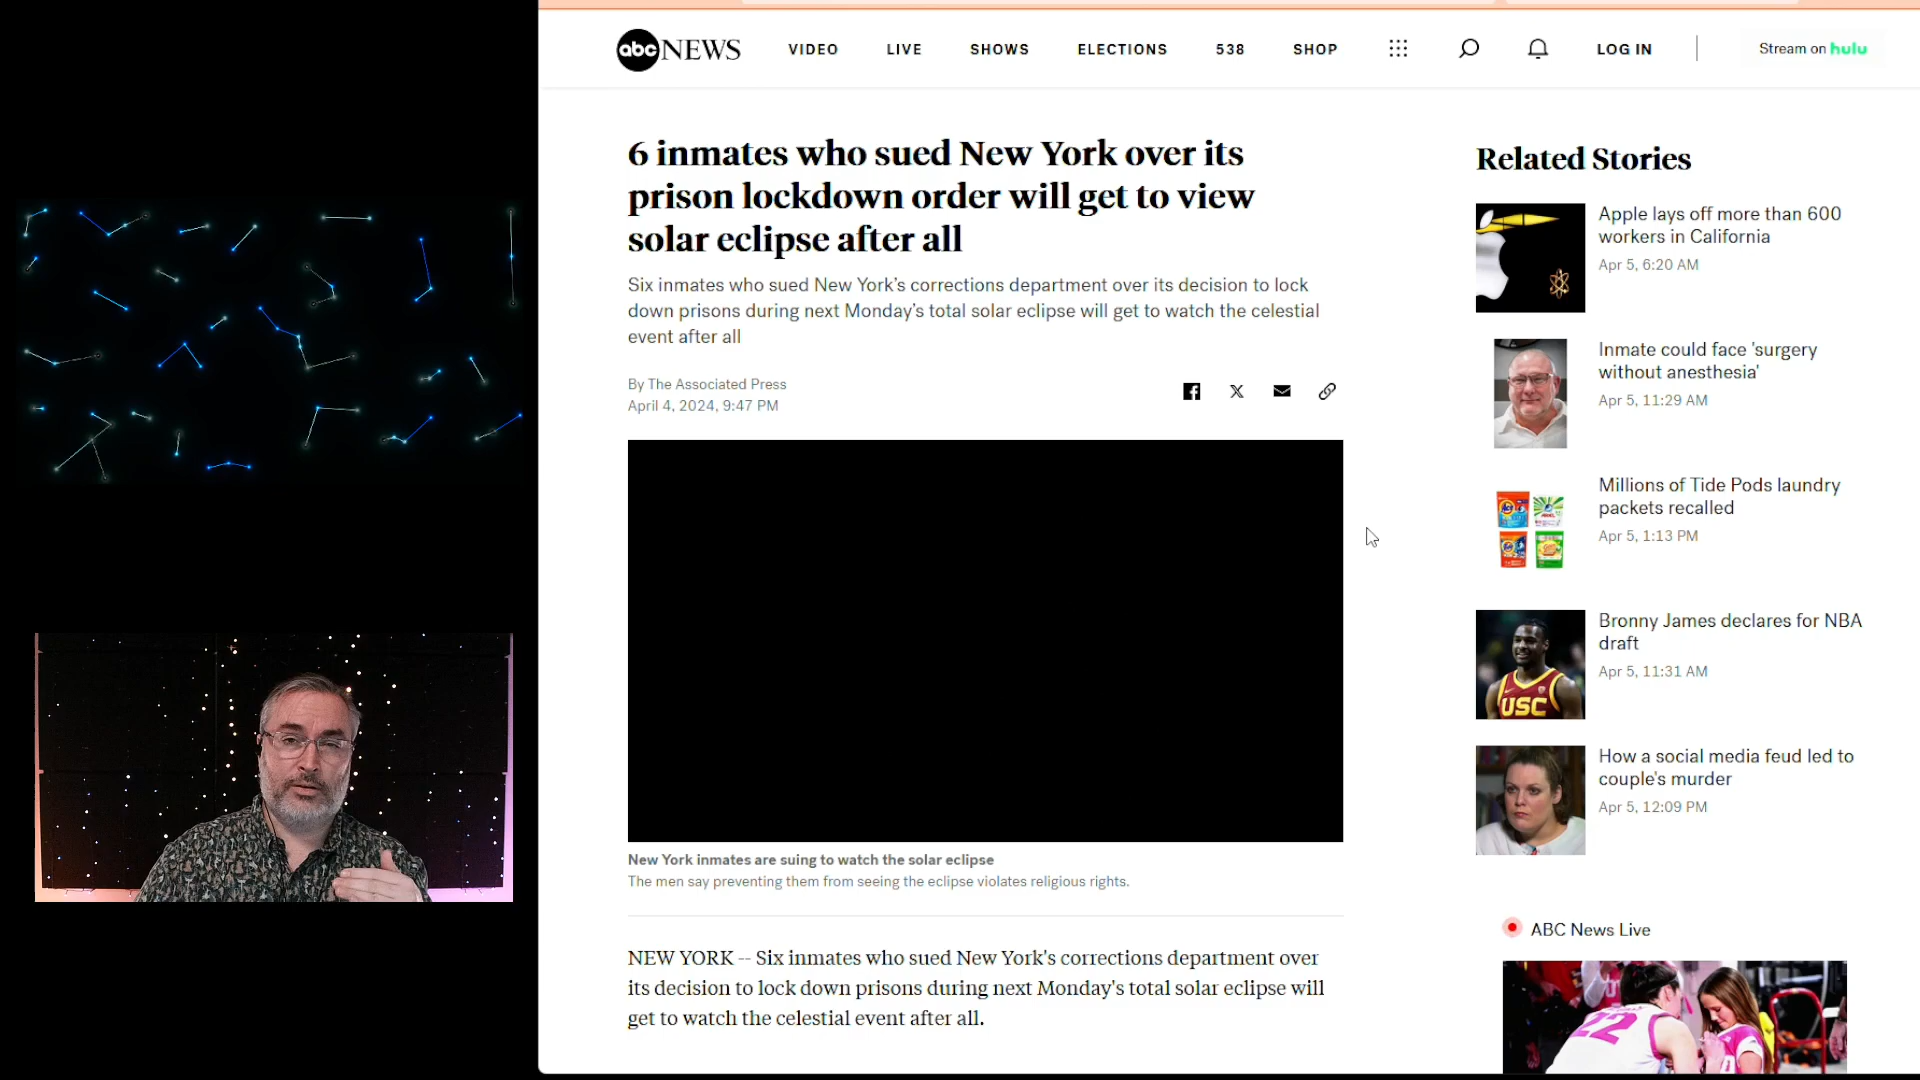 abc NEWS
VIDEO
LIVE
SHOWS
ELECTIONS
538
SHOP
LOG IN
Stream on hulu
6 inmates who sued New York over its
prison lockdown order will get to view
solar eclipse after all
Six inmates who sued New York's corrections department over its decision to lock
down prisons during next Monday's total solar eclipse will get to watch the celestial
event after all
By The Associated Press
April 4, 2024, 9:47 PM
New York inmates are suing to watch the solar eclipse
The men say preventing them from seeing the eclipse violates religious rights.
NEW YORK -- Six inmates who sued New York's corrections department over
its decision to lock down prisons during next Monday's total solar eclipse will
get to watch the celestial event after all.
Related Stories
Apple lays off more than 600
workers in California
Apr 5, 6:20 AM
Inmate could face 'surgery
without anesthesia'
Apr 5, 11:29 AM
Millions of Tide Pods laundry
packets recalled
Apr 5, 1:13 PM
Bronny James declares for NBA
draft
Apr 5, 11:31 AM
USC
How a social media feud led to
couple's murder
Apr 5, 12:09 PM
ABC News Live
22